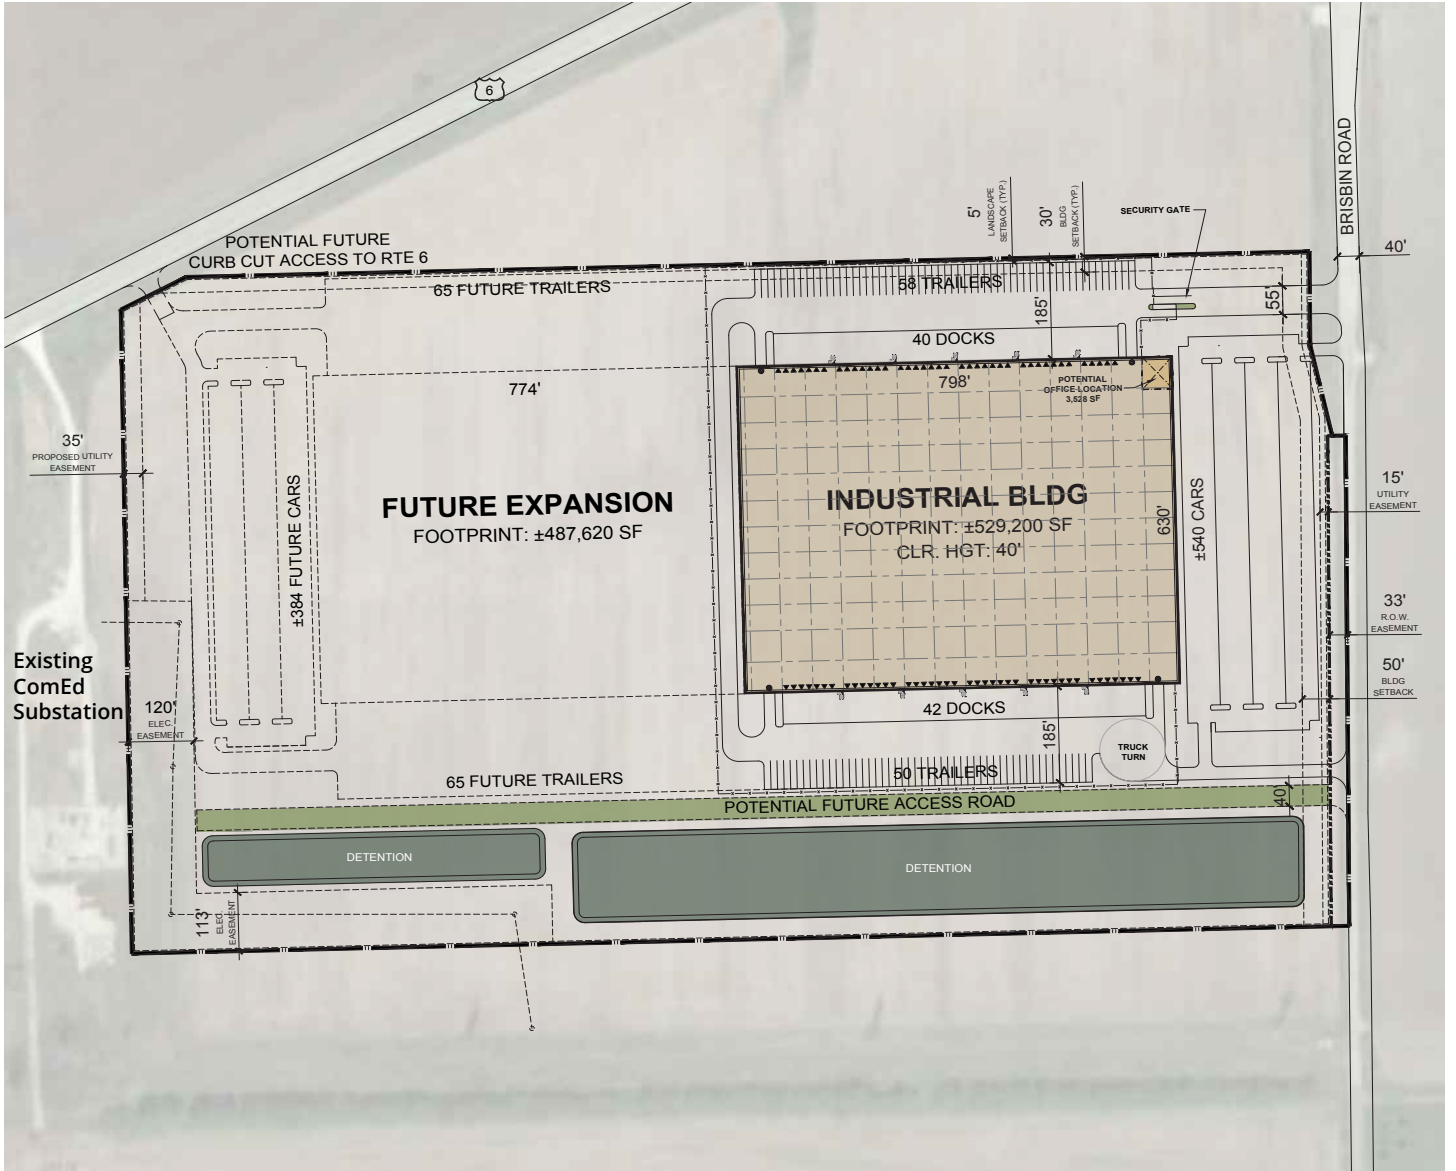 6
BRISBIN ROAD
5'
LANDSCAPE
SETBACK (TYP.)
30'
BLDG
SETBACK (TYP.)
SECURITY GATE
40'
POTENTIAL FUTURE
CURB CUT ACCESS TO RTE 6
65 FUTURE TRAILERS
58 TRAILERS
185'
55'
40 DOCKS
774'
798'
POTENTIAL
OFFICE LOCATION
3,528 SF
35'
PROPOSED UTILITY
EASEMENT
±384 FUTURE CARS
FUTURE EXPANSION
FOOTPRINT: ±487,620 SF
INDUSTRIAL BLDG
FOOTPRINT: ±529,200 SF
CLR. HGT: 40'
630'
±540 CARS
15'
UTILITY
EASEMENT
33'
R.O.W.
EASEMENT
50'
BLDG
SETBACK
Existing
ComEd
Substation
120'
ELEC.
EASEMENT
42 DOCKS
185'
TRUCK
TURN
65 FUTURE TRAILERS
50 TRAILERS
POTENTIAL FUTURE ACCESS ROAD
40'
DETENTION
DETENTION
113'
ELEC.
EASEMENT